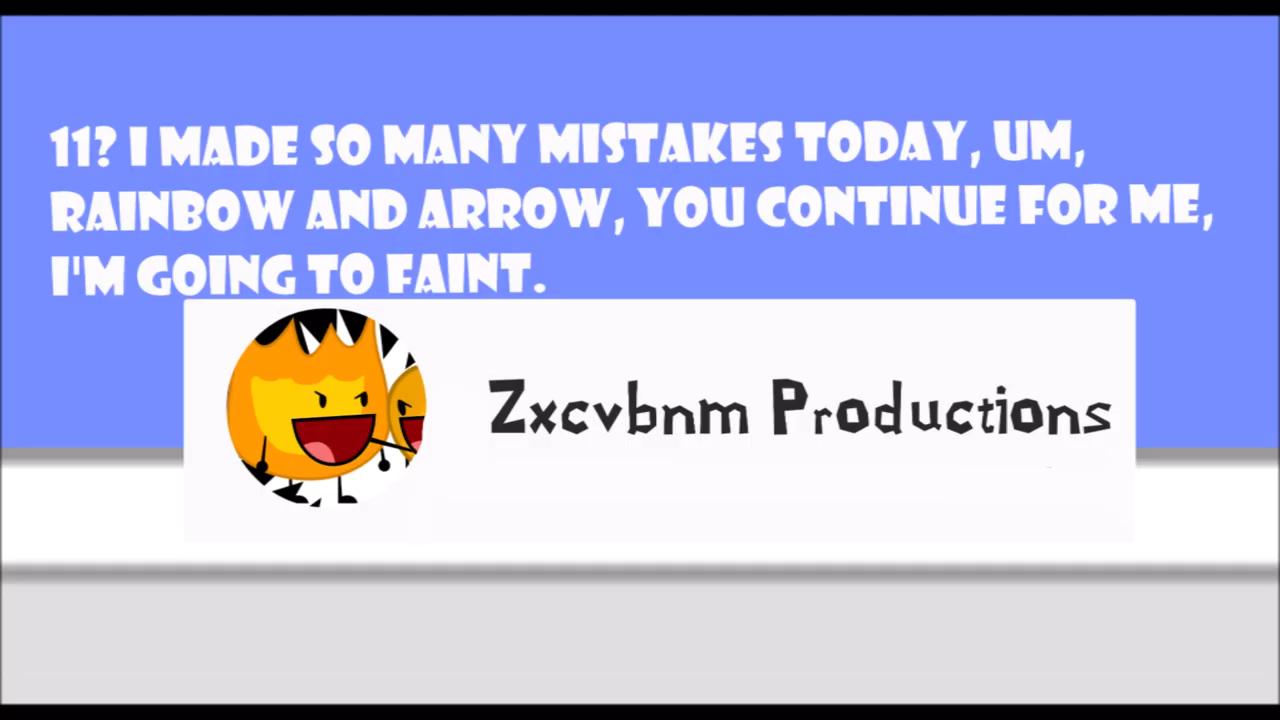 11? I MADE SO MANY MISTAKES TODAY, UM,
RAINBOW AND ARROW, YOU CONTINUE FOR ME,
I'M GOING TO FAINT.
Zxcvbnm Productions